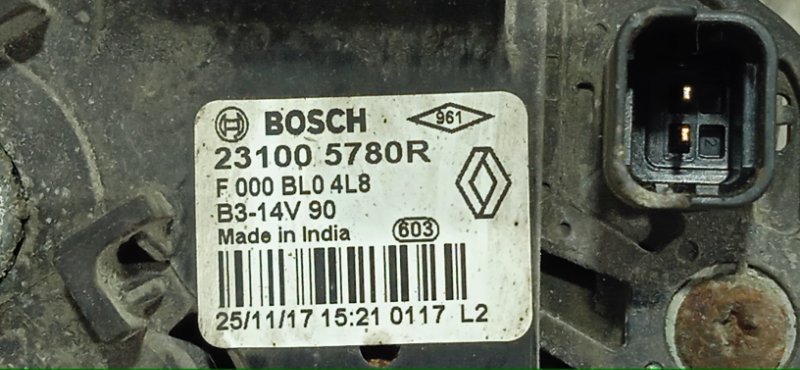 BOSCH 961
23100 5780R
F 000 BL0 4L8
B3-14V 90
Made in India 603
25/11/17 15:21 0117 L2
2